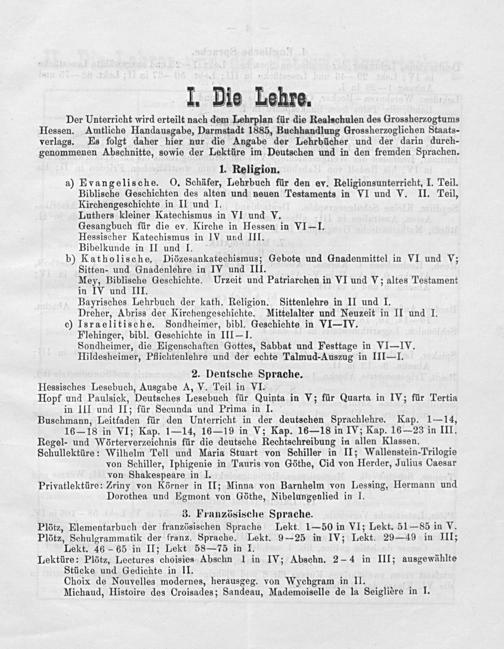 I. Die Lehre.
Der Unterricht wird erteilt nach dem Lehrplan für die Realschulen des Grossherzogtums
Hessen. Amtliche Handausgabe, Darmstadt 1885, Buchhandlung Grossherzoglichen Staats-
verlags. Es folgt daher hier nur die Angabe der Lehrbücher und der darin durch-
genommenen Abschnitte, sowie der Lektüre im Deutschen und in den fremden Sprachen.
1. Religion.
a) Evangelische. O. Schäfer, Lehrbuch für den ev. Religionsunterricht, I. Teil.
Biblische Geschichten des alten und neuen Testaments in VI und V. II. Teil,
Kirchengeschichte in II und I.
Luthers kleiner Katechismus in VI und V.
Gesangbuch für die ev. Kirche in Hessen in VI—I.
Hessischer Katechismus in IV und III.
Bibelkunde in II und I.
b) Katholische. Diözesankatechismus; Gebote und Gnadenmittel in VI und V;
Sitten- und Gnadenlehre in IV und III.
Mey, Biblische Geschichte. Urzeit und Patriarchen in VI und V; altes Testament
in IV und III.
Bayrisches Lehrbuch der kath. Religion. Sittenlehre in II und I.
Dreher, Abriss der Kirchengeschichte. Mittelalter und Neuzeit in II und I.
c) Israelitische. Sondheimer, bibl. Geschichte in VI—IV.
Flehinger, bibl. Geschichte in III—I.
Sondheimer, die Eigenschaften Gottes, Sabbat und Festtage in VI—IV.
Hildesheimer, Pflichtenlehre und der echte Talmud-Auszug in III—I.
2. Deutsche Sprache.
Hessisches Lesebuch, Ausgabe A, V. Teil in VI.
Hopf und Paulsick, Deutsches Lesebuch für Quinta in V; für Quarta in IV; für Tertia
in III und II; für Secunda und Prima in I.
Buschmann, Leitfaden für den Unterricht in der deutschen Sprachlehre. Kap. 1—14,
16—18 in VI; Kap. 1—14, 16—19 in V; Kap. 16—18 in IV; Kap. 16—23 in III.
Regel- und Wörterverzeichnis für die deutsche Rechtschreibung in allen Klassen.
Schullektüre: Wilhelm Tell und Maria Stuart von Schiller in II; Wallenstein-Trilogie
von Schiller, Iphigenie in Tauris von Göthe, Cid von Herder, Julius Caesar
von Shakespeare in I.
Privatlektüre: Zriny von Körner in II; Minna von Barnhelm von Lessing, Hermann und
Dorothea und Egmont von Göthe, Nibelungenlied in I.
3. Französische Sprache.
Plötz, Elementarbuch der französischen Sprache Lekt. 1—50 in VI; Lekt. 51—85 in V.
Plötz, Schulgrammatik der franz. Sprache. Lekt. 9—25 in IV; Lekt. 29—49 in III;
Lekt. 46-65 in II; Lekt 58—75 in I.
Lektüre: Plötz, Lectures choisies Abschn 1 in IV; Abschn. 2-4 in III; ausgewählte
Stücke und Gedichte in II.
Choix de Nouvelles modernes, herausgeg. von Wychgram in II.
Michaud, Histoire des Croisades; Sandeau, Mademoiselle de la Seiglière in I.